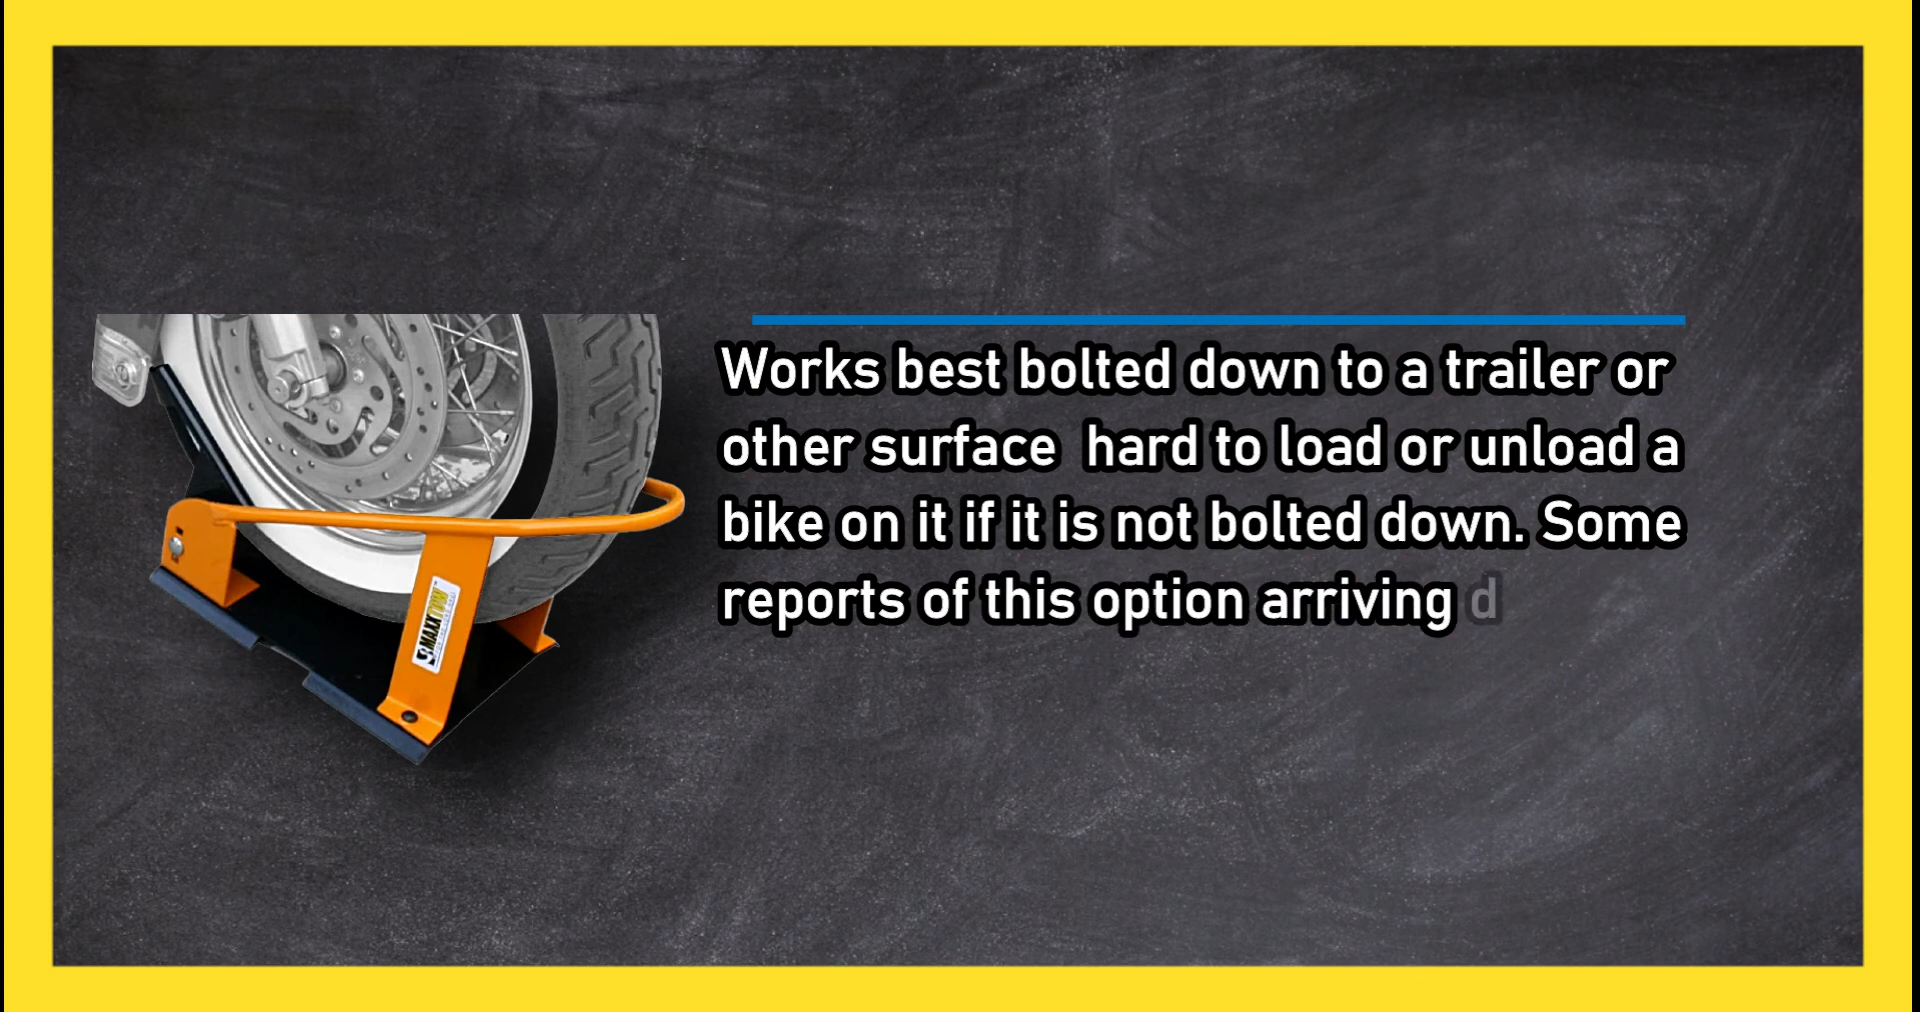 Works best bolted down to a trailer or
other surface  hard to load or unload a
bike on it if it is not bolted down. Some
reports of this option arriving d
MAXXTOW